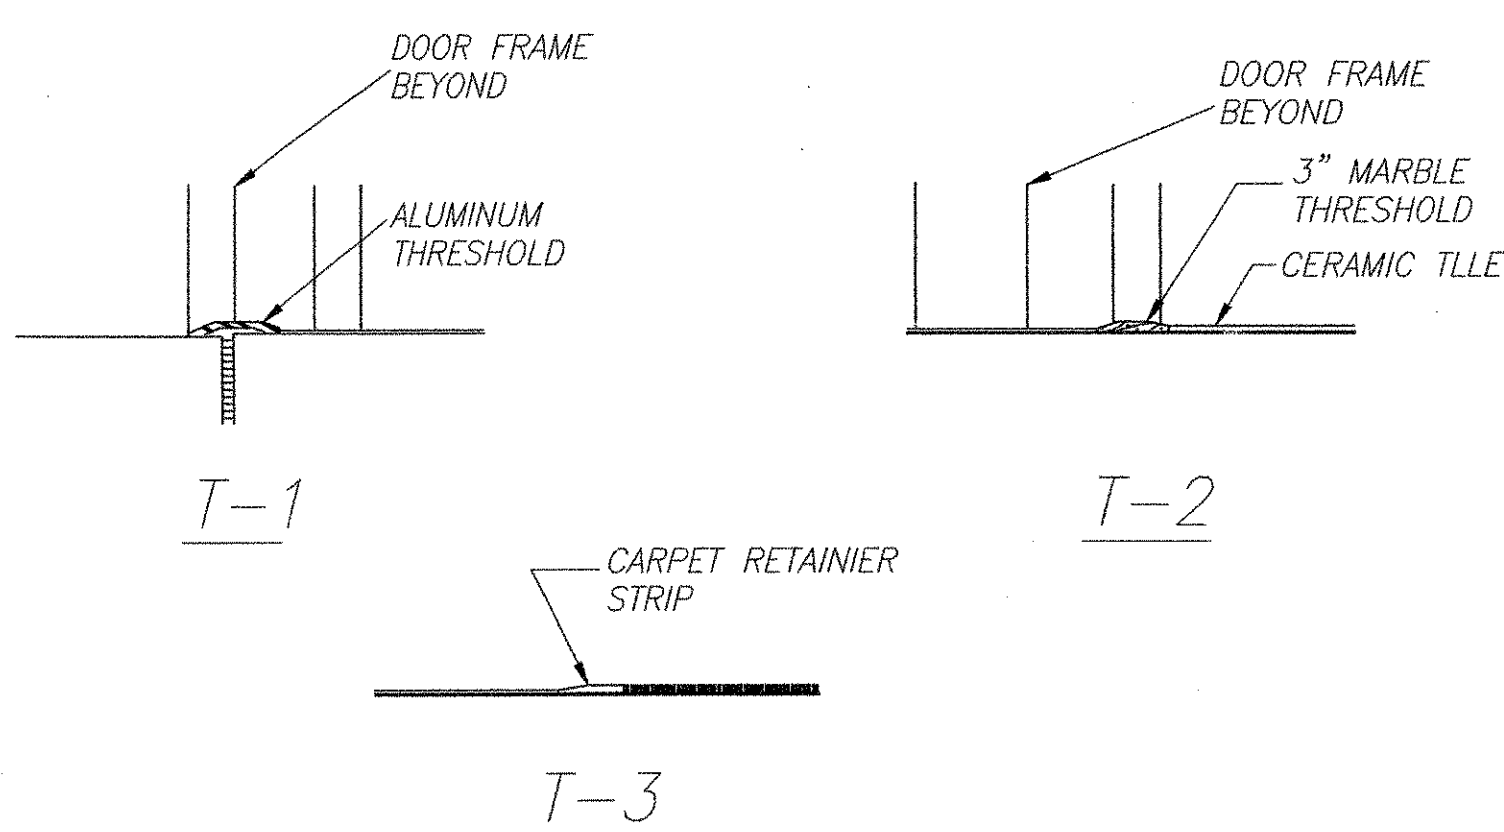 DOOR FRAME
BEYOND
ALUMINUM
THRESHOLD
T-1
DOOR FRAME
BEYOND
3" MARBLE
THRESHOLD
CERAMIC TLLE
T-2
CARPET RETAINIER
STRIP
T-3